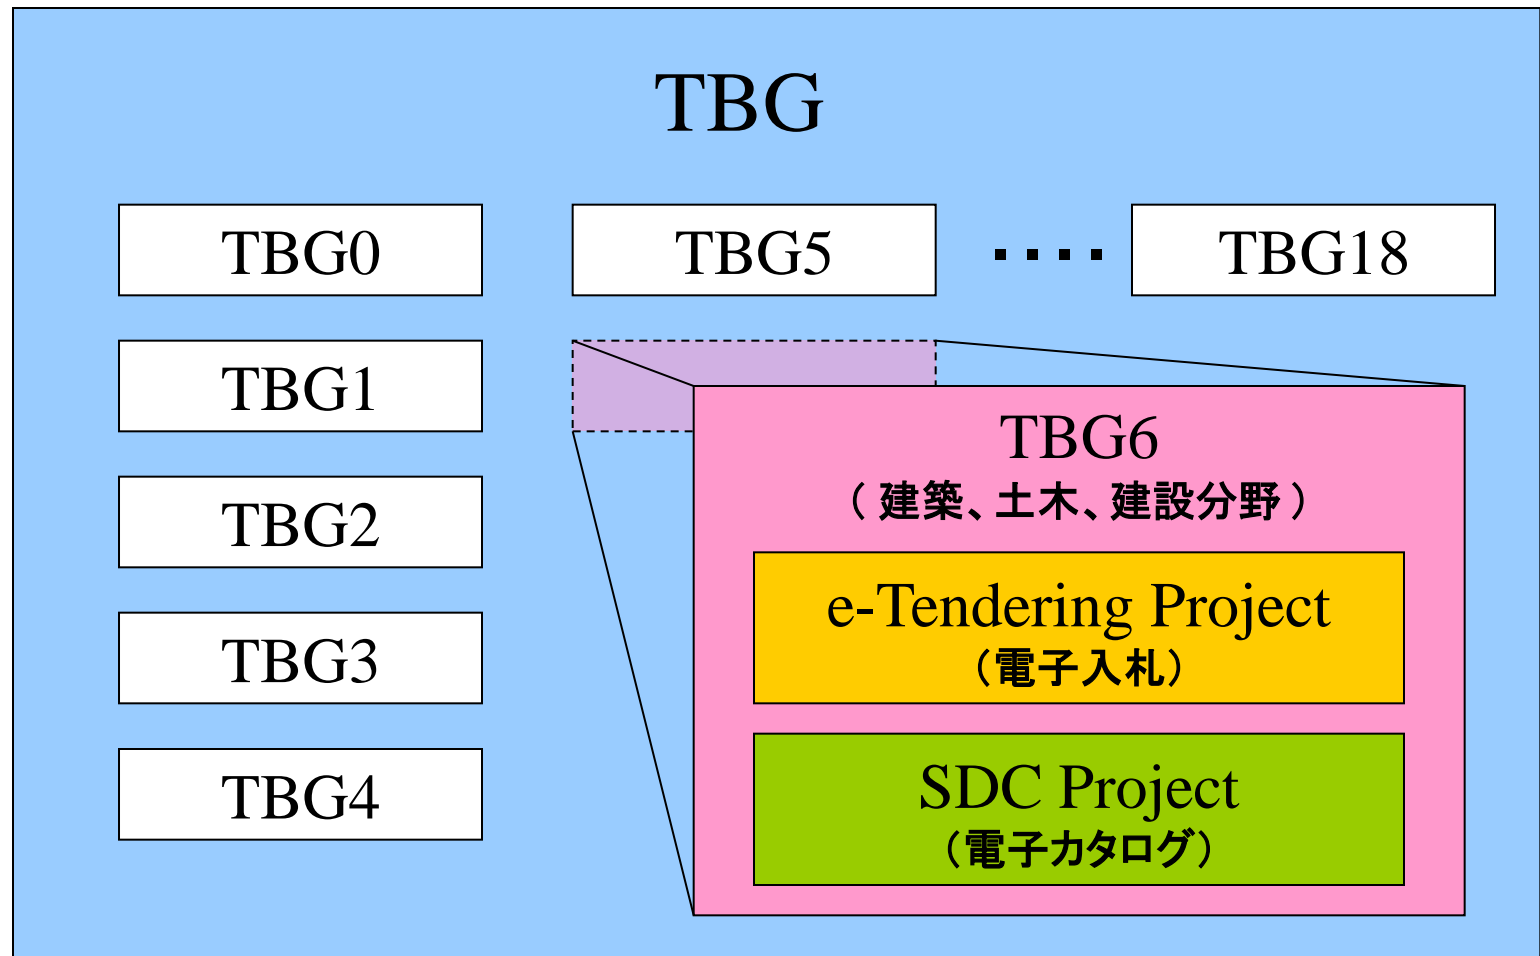 TBG
TBG0
TBG5
TBG18
TBG1
TBG2
TBG3
TBG4
TBG6
（ 建築、土木、建設分野 ）
e-Tendering Project
（電子入札）
SDC Project
（電子カタログ）